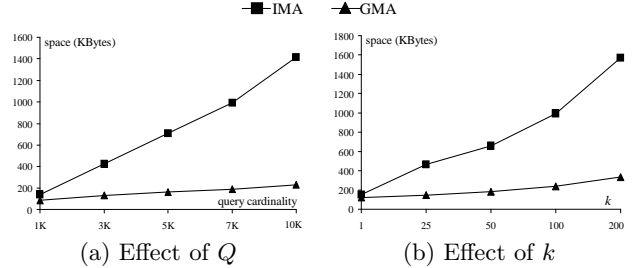 IMA GMA
space (KBytes)
1600
1400
1200
1000
800
600
400
200
0
query cardinality
1K 3K 5K 7K 10K
(a) Effect of Q
space (KBytes)
1800
1600
1400
1200
1000
800
600
400
200
0
k
1 25 50 100 200
(b) Effect of k